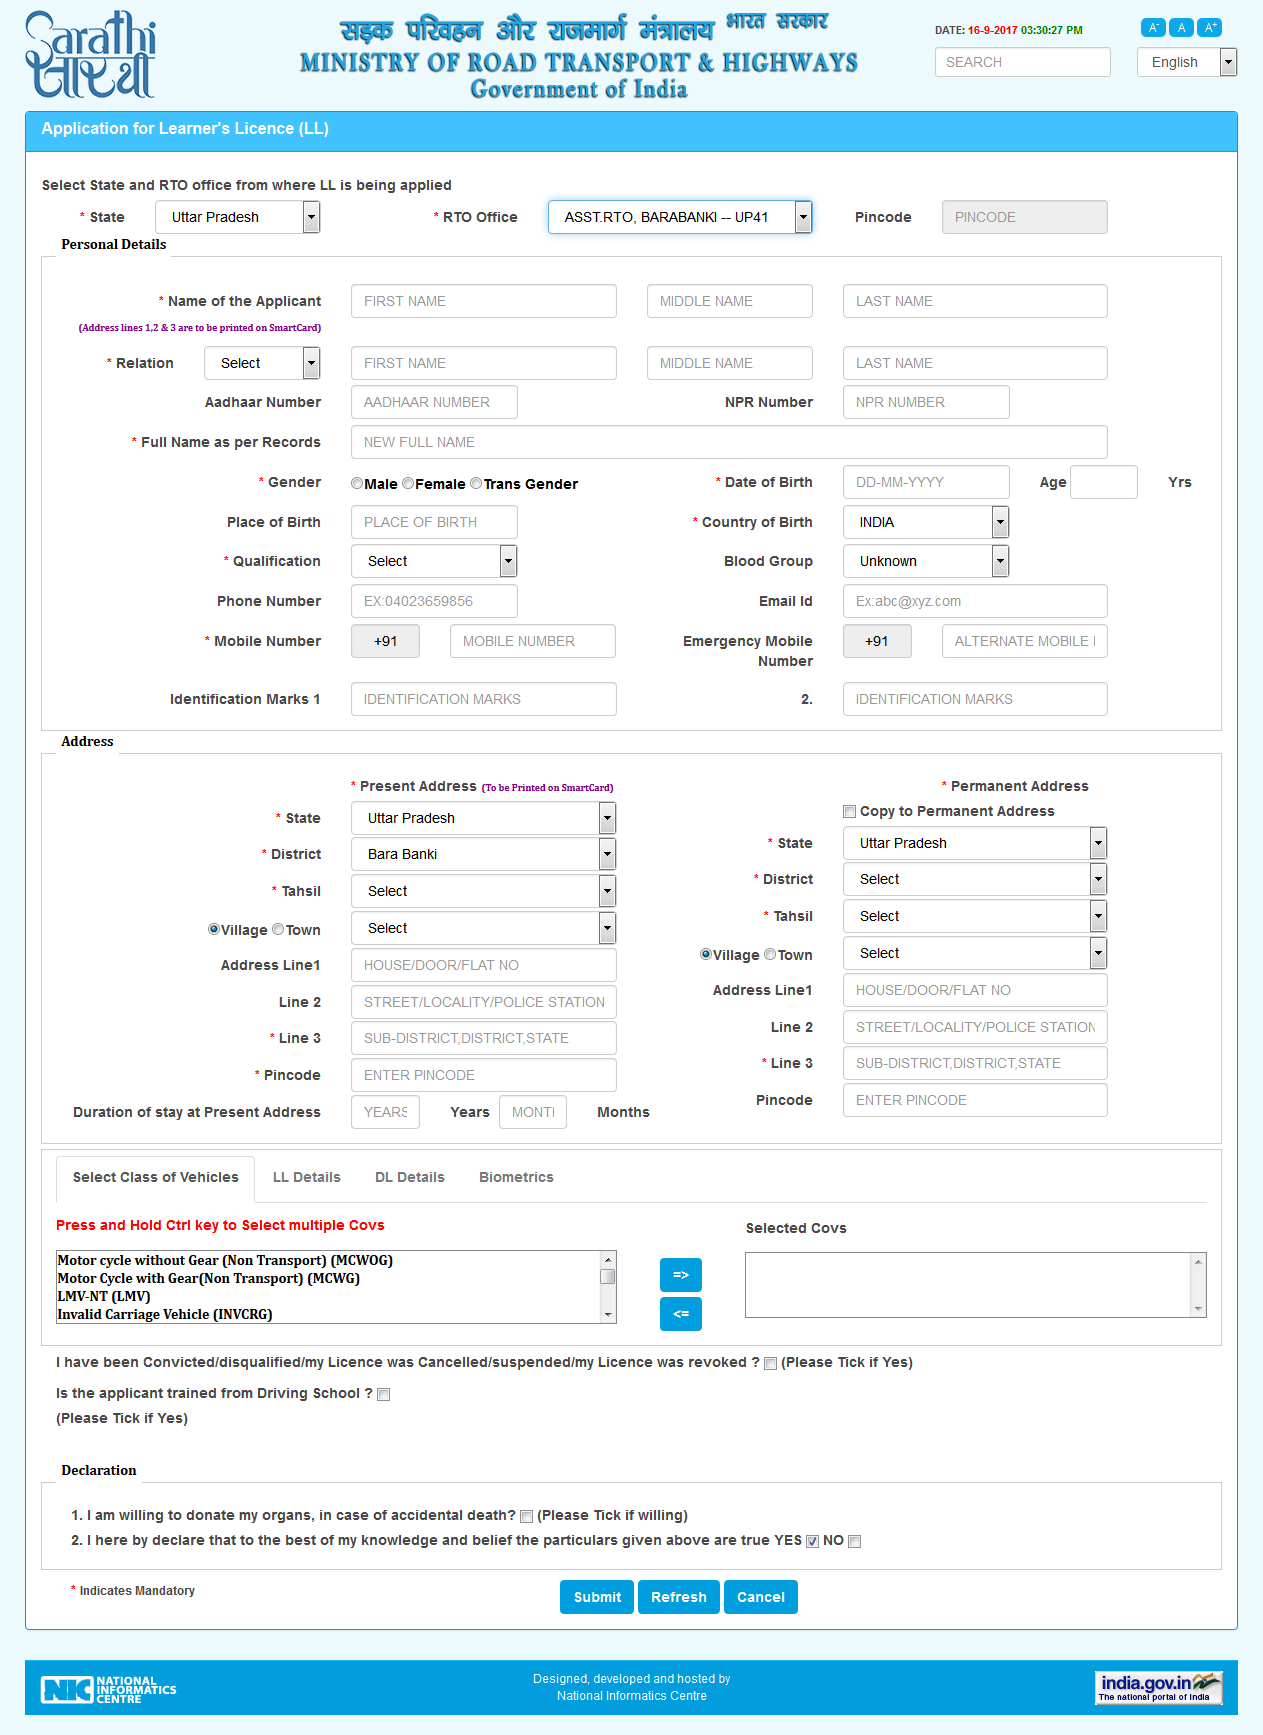 Sarathi
सारथी
सड़क परिवहन और राजमार्ग मंत्रालय भारत सरकार
MINISTRY OF ROAD TRANSPORT & HIGHWAYS
Government of India
DATE: 16-9-2017 03:30:27 PM
A- A A+
SEARCH English
Application for Learner's Licence (LL)
Select State and RTO office from where LL is being applied
* State Uttar Pradesh * RTO Office ASST.RTO, BARABANKI -- UP41 Pincode PINCODE
Personal Details
* Name of the Applicant FIRST NAME MIDDLE NAME LAST NAME
(Address lines 1,2 & 3 are to be printed on SmartCard)
* Relation Select FIRST NAME MIDDLE NAME LAST NAME
Aadhaar Number AADHAAR NUMBER NPR Number NPR NUMBER
* Full Name as per Records NEW FULL NAME
* Gender Male Female Trans Gender * Date of Birth DD-MM-YYYY Age Yrs
Place of Birth PLACE OF BIRTH * Country of Birth INDIA
* Qualification Select Blood Group Unknown
Phone Number EX:04023659856 Email Id Ex:abc@xyz.com
* Mobile Number +91 MOBILE NUMBER Emergency Mobile Number +91 ALTERNATE MOBILE
Identification Marks 1 IDENTIFICATION MARKS 2. IDENTIFICATION MARKS
Address
* Present Address (To be Printed on SmartCard) * Permanent Address
Copy to Permanent Address
* State Uttar Pradesh * State Uttar Pradesh
* District Bara Banki * District Select
* Tahsil Select * Tahsil Select
Village Town Select Village Town Select
Address Line1 HOUSE/DOOR/FLAT NO Address Line1 HOUSE/DOOR/FLAT NO
Line 2 STREET/LOCALITY/POLICE STATION Line 2 STREET/LOCALITY/POLICE STATION
* Line 3 SUB-DISTRICT,DISTRICT,STATE * Line 3 SUB-DISTRICT,DISTRICT,STATE
* Pincode ENTER PINCODE Pincode ENTER PINCODE
Duration of stay at Present Address YEARS Years MONTH Months
Select Class of Vehicles LL Details DL Details Biometrics
Press and Hold Ctrl key to Select multiple Covs Selected Covs
Motor cycle without Gear (Non Transport) (MCWOG)
Motor Cycle with Gear(Non Transport) (MCWG)
LMV-NT (LMV)
Invalid Carriage Vehicle (INVCRG)
=>
<=
I have been Convicted/disqualified/my Licence was Cancelled/suspended/my Licence was revoked ? (Please Tick if Yes)
Is the applicant trained from Driving School ?
(Please Tick if Yes)
Declaration
1. I am willing to donate my organs, in case of accidental death? (Please Tick if willing)
2. I here by declare that to the best of my knowledge and belief the particulars given above are true YES NO
* Indicates Mandatory
Submit Refresh Cancel
NIC NATIONAL INFORMATICS CENTRE
Designed, developed and hosted by
National Informatics Centre
india.gov.in
The national portal of India